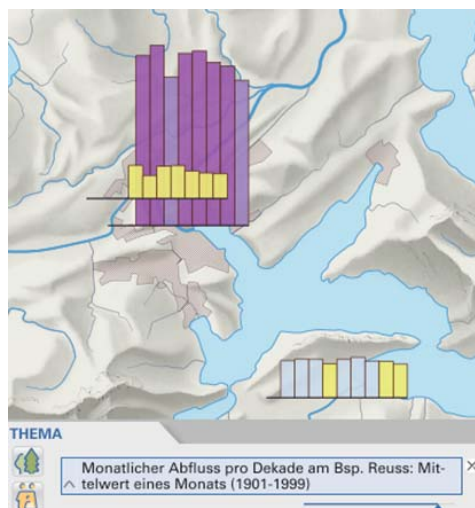 THEMA
Monatlicher Abfluss pro Dekade am Bsp. Reuss: Mit-
telwert eines Monats (1901-1999)